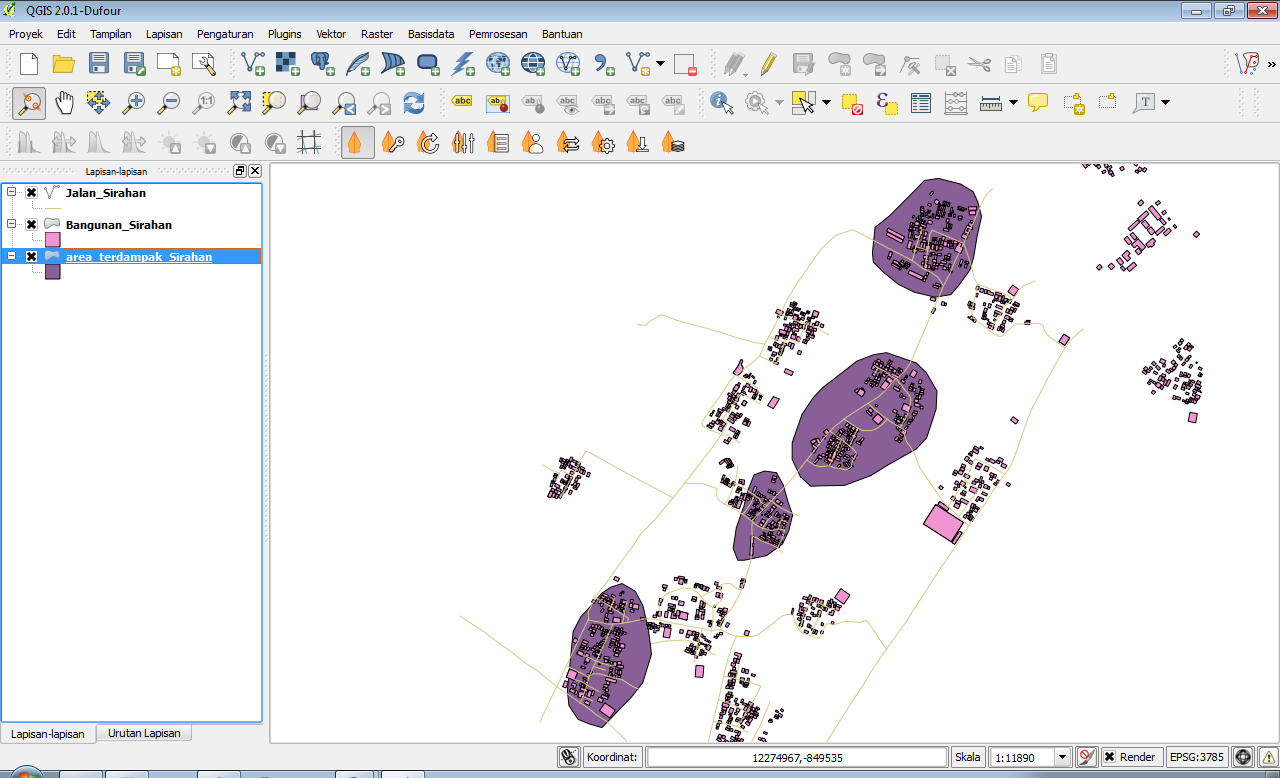 QGIS 2.0.1-Dufour
Proyek Edit Tampilan Lapisan Pengaturan Plugins Vektor Raster Basisdata Pemrosesan Bantuan
Lapisan-lapisan
Jalan_Sirahan
Bangunan_Sirahan
area_terdampak_Sirahan
Lapisan-lapisan Urutan Lapisan
Koordinat: 12274967,-849535 Skala 1:11890 Render EPSG:3785